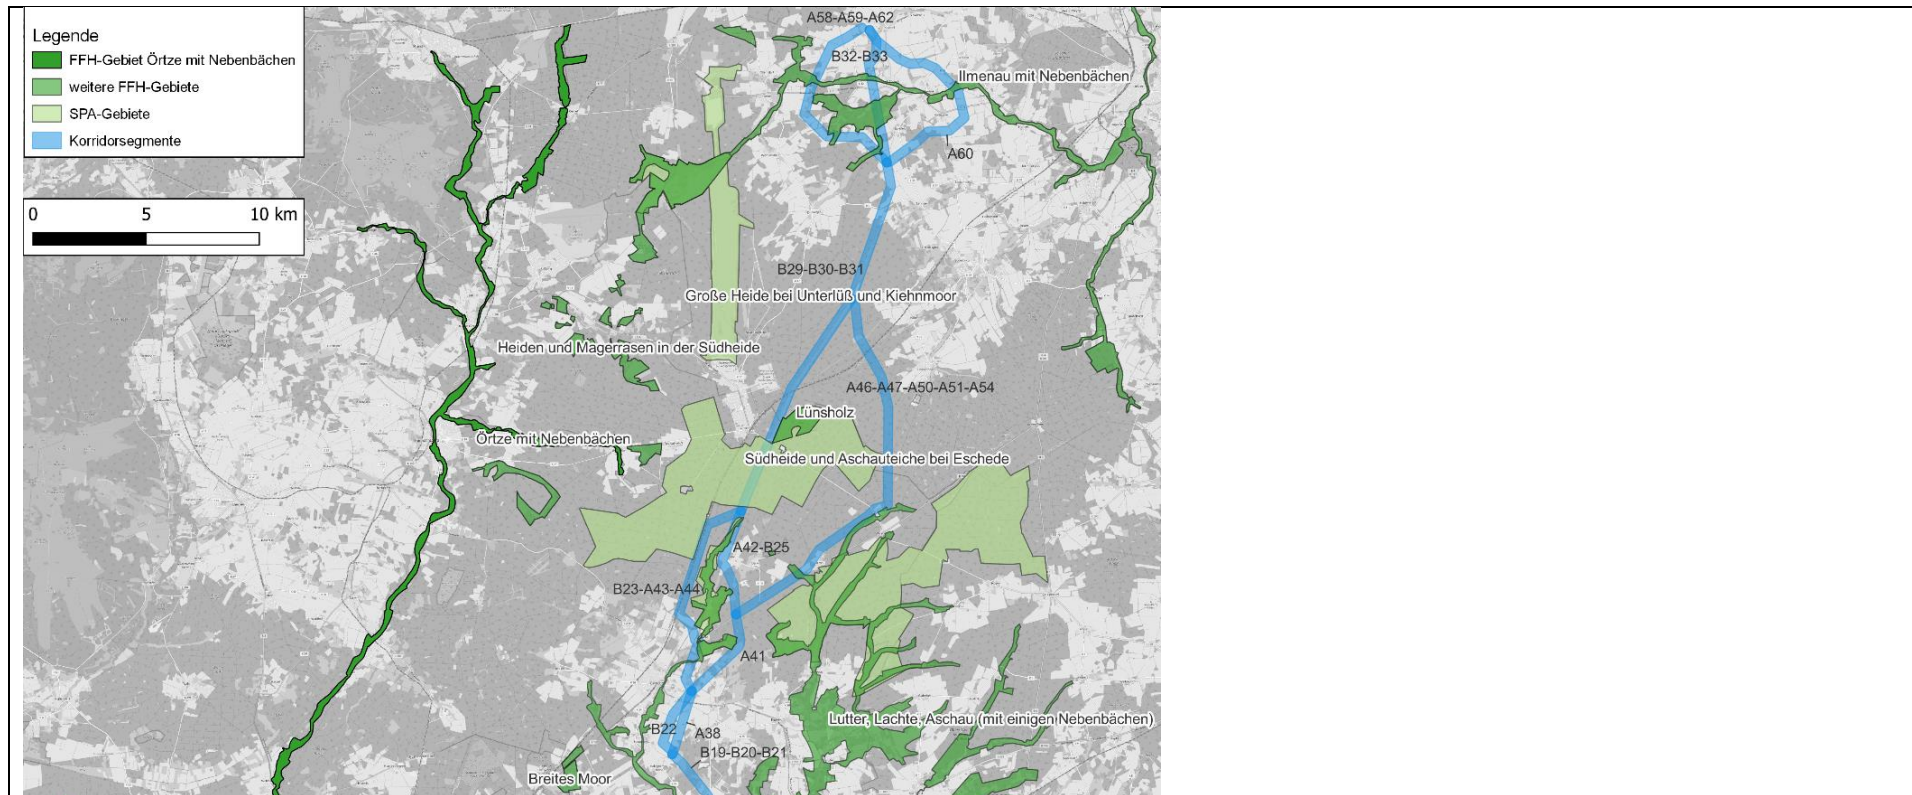 Legende
FFH-Gebiet Örtze mit Nebenbächen
weitere FFH-Gebiete
SPA-Gebiete
Korridorsegmente
0 5 10 km
A58-A59-A62
B32-B33
Ilmenau mit Nebenbächen
A60
B29-B30-B31
Große Heide bei Unterlüß und Kiehnmoor
Heiden und Magerrasen in der Südheide
A46-A47-A50-A51-A54
Lünsholz
Örtze mit Nebenbächen
Südheide und Aschauteiche bei Eschede
A42-B25
B23-A43-A44
A41
Lutter, Lachte, Aschau (mit einigen Nebenbächen)
B22
A38
B19-B20-B21
Breites Moor